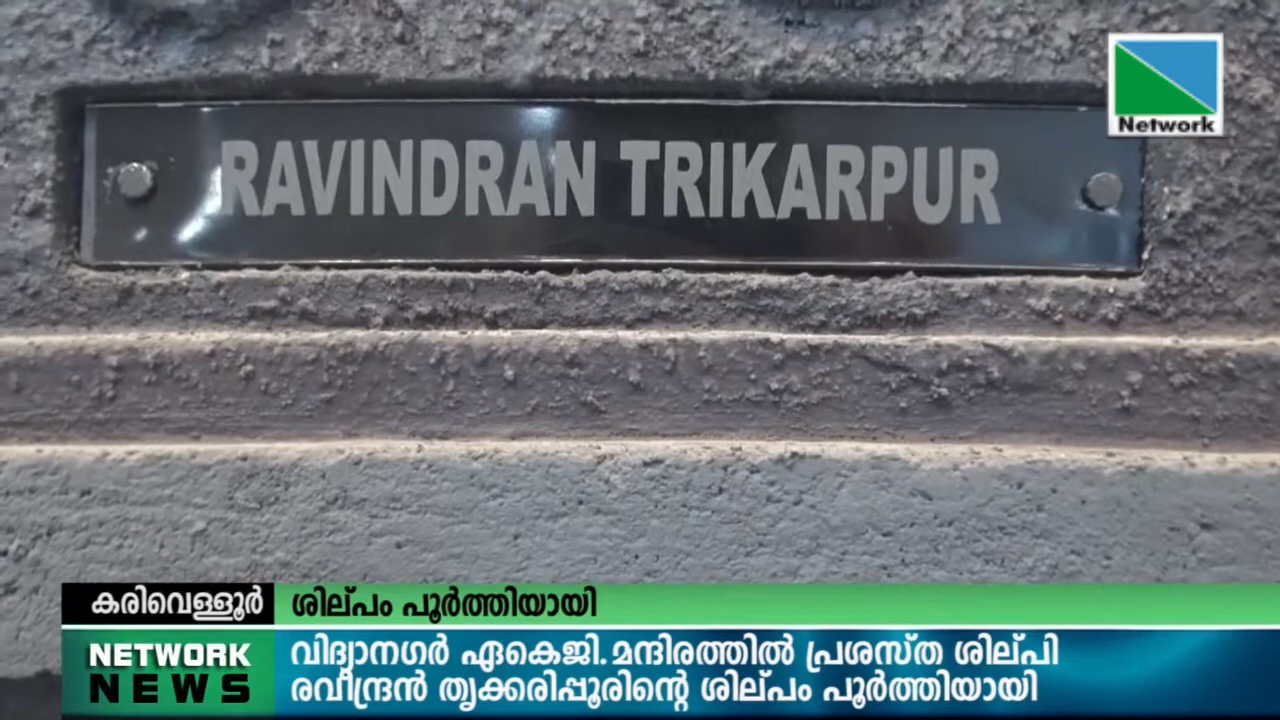 Network
RAVINDRAN TRIKARPUR
കരിവെള്ളൂർ
ശില്പം പൂർത്തിയായി
NETWORK
NEWS
വിദ്യാനഗർ ഏകെജി.മന്ദിരത്തിൽ പ്രശസ്ത ശില്പി
രവീന്ദ്രൻ തൃക്കരിപ്പൂരിന്റെ ശില്പം പൂർത്തിയായി